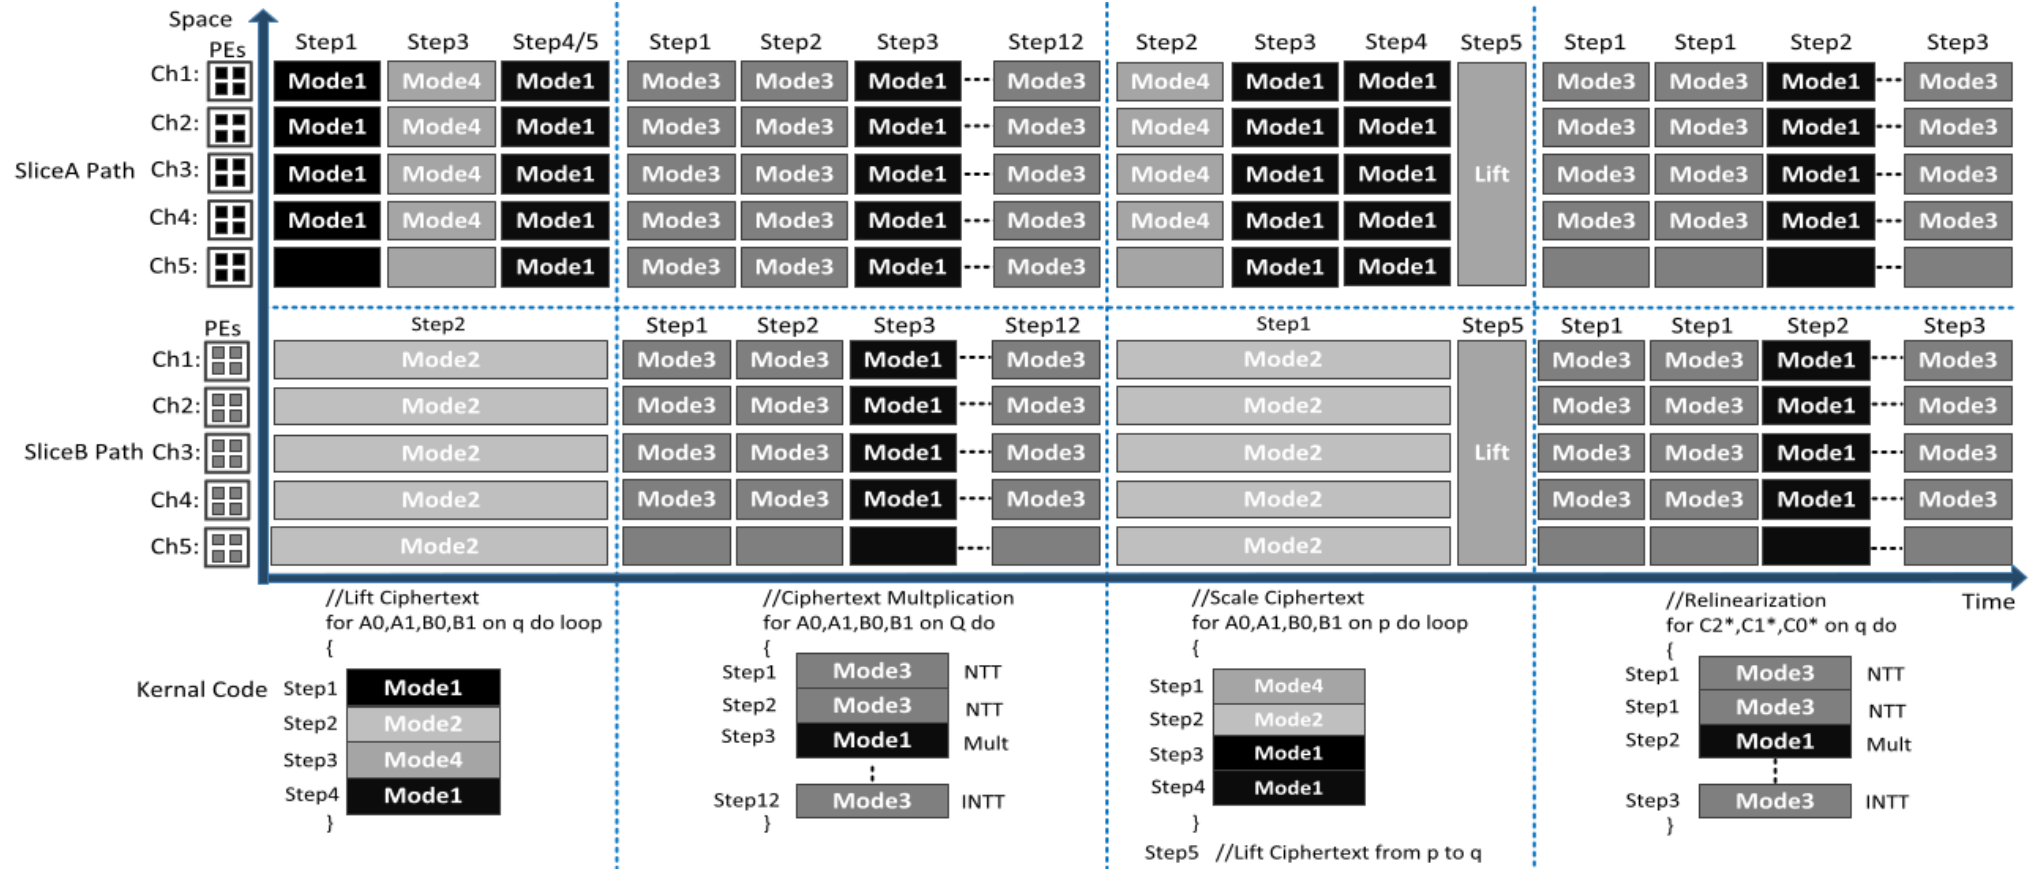 Space
PEs Step1 Step3 Step4/5 Step1 Step2 Step3 Step12 Step2 Step3 Step4 Step5 Step1 Step1 Step2 Step3
Ch1: Mode1 Mode4 Mode1 Mode3 Mode3 Mode1 Mode3 Mode4 Mode1 Mode1 Mode3 Mode3 Mode1 Mode3
Ch2: Mode1 Mode4 Mode1 Mode3 Mode3 Mode1 Mode3 Mode4 Mode1 Mode1 Mode3 Mode3 Mode1 Mode3
SliceA Path Ch3: Mode1 Mode4 Mode1 Mode3 Mode3 Mode1 Mode3 Mode4 Mode1 Mode1 Lift Mode3 Mode3 Mode1 Mode3
Ch4: Mode1 Mode4 Mode1 Mode3 Mode3 Mode1 Mode3 Mode4 Mode1 Mode1 Mode3 Mode3 Mode1 Mode3
Ch5: Mode1 Mode3 Mode3 Mode1 Mode3 Mode1 Mode1
PEs Step2 Step1 Step2 Step3 Step12 Step1 Step5 Step1 Step1 Step2 Step3
Ch1: Mode2 Mode3 Mode3 Mode1 Mode3 Mode2 Mode3 Mode3 Mode1 Mode3
Ch2: Mode2 Mode3 Mode3 Mode1 Mode3 Mode2 Mode3 Mode3 Mode1 Mode3
SliceB Path Ch3: Mode2 Mode3 Mode3 Mode1 Mode3 Mode2 Lift Mode3 Mode3 Mode1 Mode3
Ch4: Mode2 Mode3 Mode3 Mode1 Mode3 Mode2 Mode3 Mode3 Mode1 Mode3
Ch5: Mode2 Mode2
Time
Kernal Code
//Lift Ciphertext
for A0,A1,B0,B1 on q do loop
{
Step1 Mode1
Step2 Mode2
Step3 Mode4
Step4 Mode1
}
//Ciphertext Multplication
for A0,A1,B0,B1 on Q do
{
Step1 Mode3 NTT
Step2 Mode3 NTT
Step3 Mode1 Mult
Step12 Mode3 INTT
}
//Scale Ciphertext
for A0,A1,B0,B1 on p do loop
{
Step1 Mode4
Step2 Mode2
Step3 Mode1
Step4 Mode1
}
Step5 //Lift Ciphertext from p to q
//Relinearization
for C2*,C1*,C0* on q do
{
Step1 Mode3 NTT
Step1 Mode3 NTT
Step2 Mode1 Mult
Step3 Mode3 INTT
}